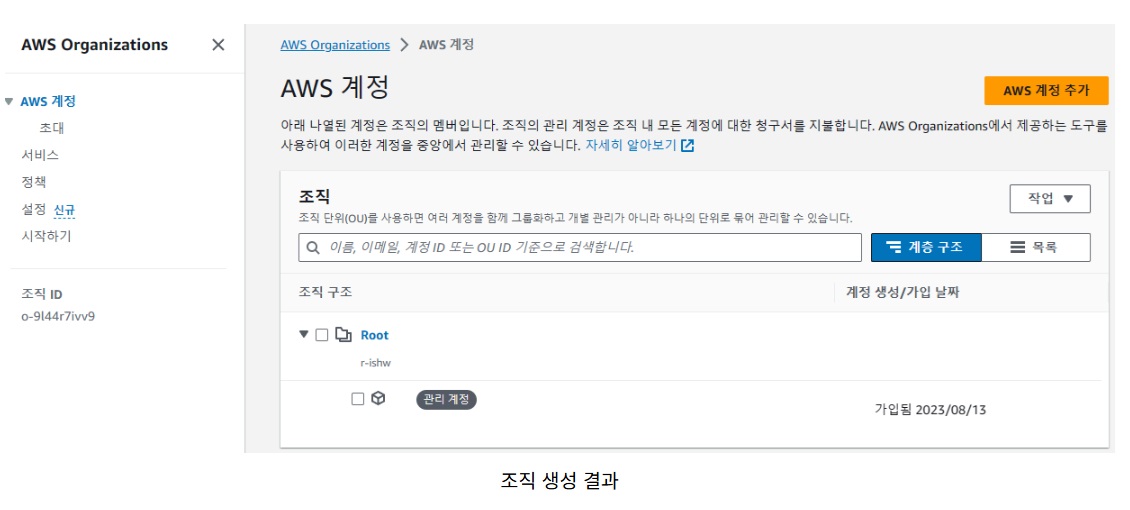 AWS Organizations
AWS 계정
초대
서비스
정책
설정 신규
시작하기
조직 ID
o-9l44r7ivv9
AWS Organizations > AWS 계정
AWS 계정
AWS 계정 추가
아래 나열된 계정은 조직의 멤버입니다. 조직의 관리 계정은 조직 내 모든 계정에 대한 청구서를 지불합니다. AWS Organizations에서 제공하는 도구를
사용하여 이러한 계정을 중앙에서 관리할 수 있습니다. 자세히 알아보기
조직
작업
조직 단위(OU)를 사용하면 여러 계정을 함께 그룹화하고 개별 관리가 아니라 하나의 단위로 묶어 관리할 수 있습니다.
이름, 이메일, 계정 ID 또는 OU ID 기준으로 검색합니다.
계층 구조
목록
조직 구조
계정 생성/가입 날짜
Root
r-ishw
관리 계정
가입됨 2023/08/13
조직 생성 결과